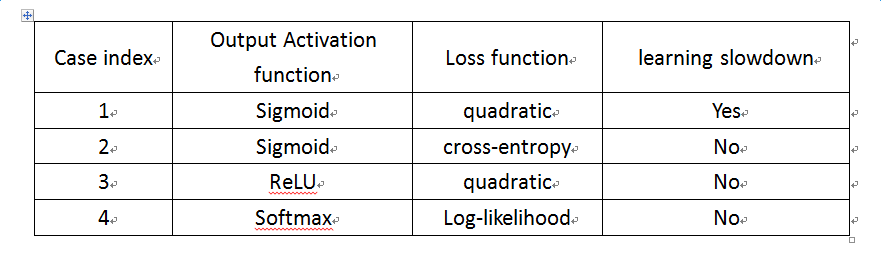 Case index Output Activation function Loss function learning slowdown
1 Sigmoid quadratic Yes
2 Sigmoid cross-entropy No
3 ReLU quadratic No
4 Softmax Log-likelihood No